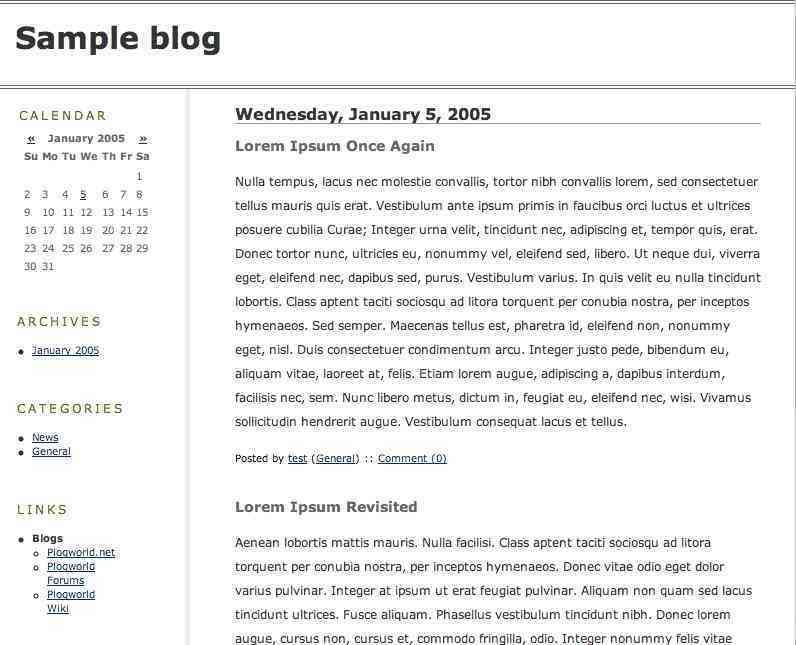 Sample blog
CALENDAR
« January 2005 »
Su Mo Tu We Th Fr Sa
1
2 3 4 5 6 7 8
9 10 11 12 13 14 15
16 17 18 19 20 21 22
23 24 25 26 27 28 29
30 31
ARCHIVES
January 2005
CATEGORIES
News
General
LINKS
Blogs
Plogworld.net
Plogworld
Forums
Plogworld
Wiki
Wednesday, January 5, 2005
Lorem Ipsum Once Again
Nulla tempus, lacus nec molestie convallis, tortor nibh convallis lorem, sed consectetuer
tellus mauris quis erat. Vestibulum ante ipsum primis in faucibus orci luctus et ultrices
posuere cubilia Curae; Integer urna velit, tincidunt nec, adipiscing et, tempor quis, erat.
Donec tortor nunc, ultricies eu, nonummy vel, eleifend sed, libero. Ut neque dui, viverra
eget, eleifend nec, dapibus sed, purus. Vestibulum varius. In quis velit eu nulla tincidunt
lobortis. Class aptent taciti sociosqu ad litora torquent per conubia nostra, per inceptos
hymenaeos. Sed semper. Maecenas tellus est, pharetra id, eleifend non, nonummy
eget, nisl. Duis consectetuer condimentum arcu. Integer justo pede, bibendum eu,
aliquam vitae, laoreet at, felis. Etiam lorem augue, adipiscing a, dapibus interdum,
facilisis nec, sem. Nunc libero metus, dictum in, feugiat eu, eleifend nec, wisi. Vivamus
sollicitudin hendrerit augue. Vestibulum consequat lacus et tellus.
Posted by test (General) :: Comment (0)
Lorem Ipsum Revisited
Aenean lobortis mattis mauris. Nulla facilisi. Class aptent taciti sociosqu ad litora
torquent per conubia nostra, per inceptos hymenaeos. Donec vitae odio eget dolor
varius pulvinar. Integer at ipsum ut erat feugiat pulvinar. Aliquam non quam sed lacus
tincidunt ultrices. Fusce aliquam. Phasellus vestibulum tincidunt nibh. Donec lorem
augue, cursus non, cursus et, commodo fringilla, odio. Integer nonummy felis vitae